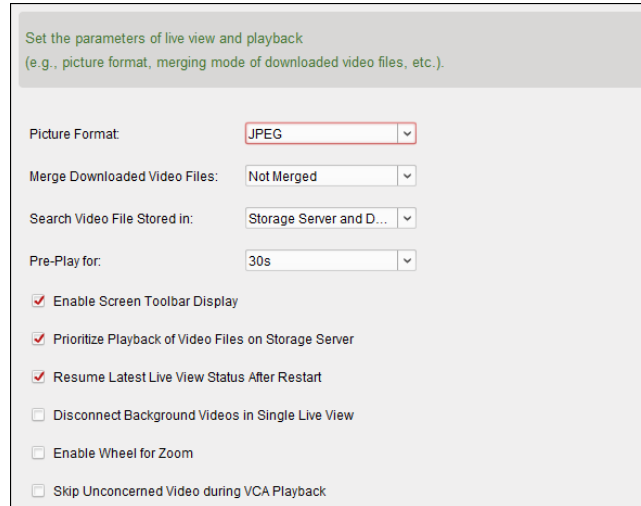 Set the parameters of live view and playback
(e.g., picture format, merging mode of downloaded video files, etc.).
Picture Format: JPEG
Merge Downloaded Video Files: Not Merged
Search Video File Stored in: Storage Server and D...
Pre-Play for: 30s
Enable Screen Toolbar Display
Prioritize Playback of Video Files on Storage Server
Resume Latest Live View Status After Restart
Disconnect Background Videos in Single Live View
Enable Wheel for Zoom
Skip Unconcerned Video during VCA Playback